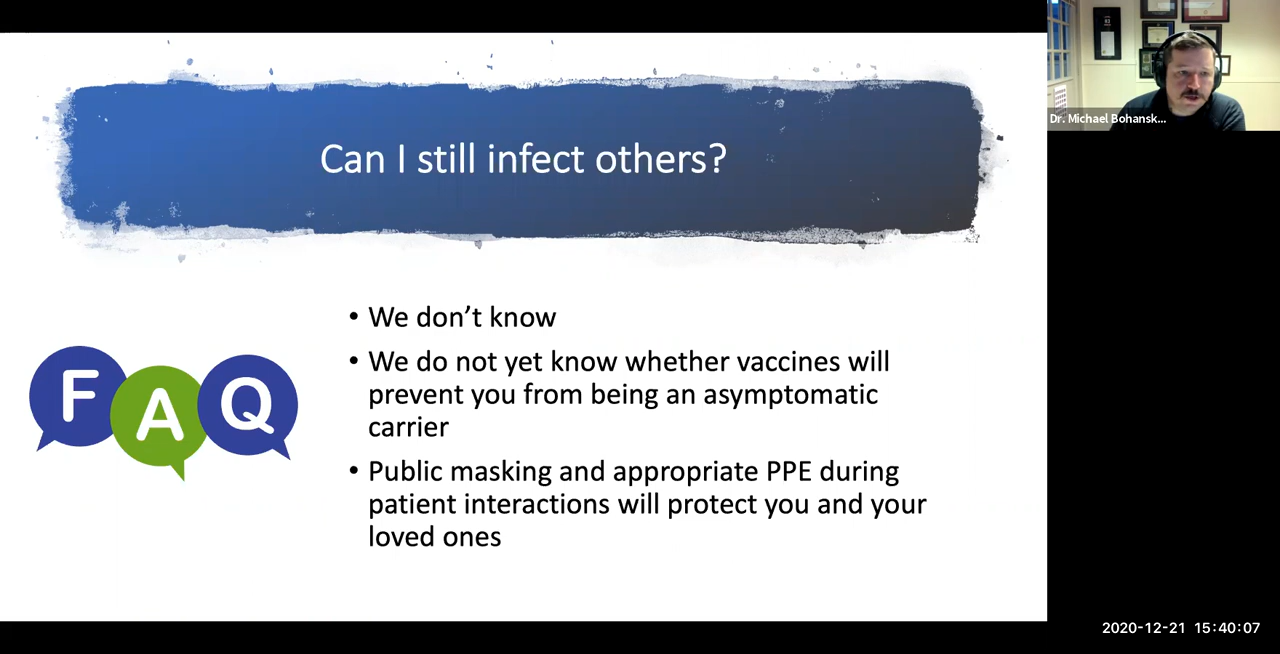 Can I still infect others?
Dr. Michael Bohansk...
• We don’t know
• We do not yet know whether vaccines will
prevent you from being an asymptomatic
carrier
FAQ
• Public masking and appropriate PPE during
patient interactions will protect you and your
loved ones
2020-12-21 15:40:07